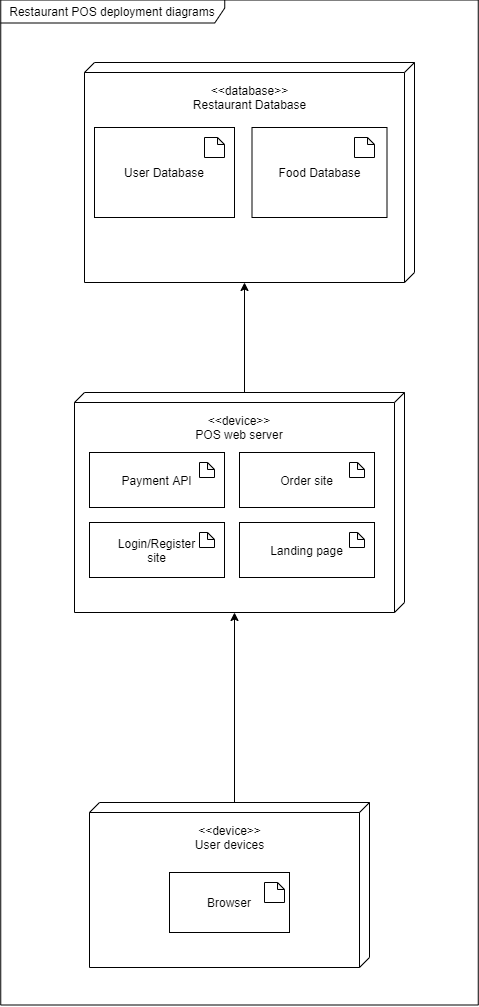 Restaurant POS deployment diagrams
<<database>>
Restaurant Database
User Database
Food Database
<<device>>
POS web server
Payment API
Order site
Login/Register
site
Landing page
<<device>>
User devices
Browser